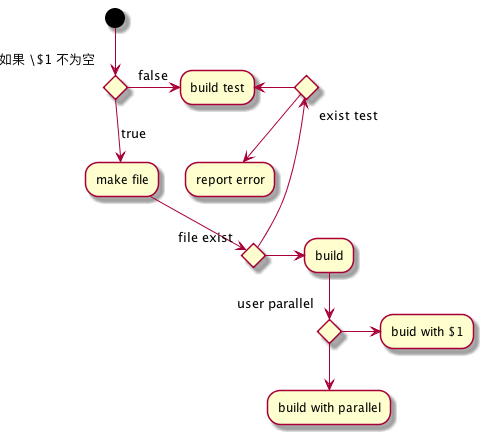 如果 \$1 不为空
false
build test
exist test
true
make file
report error
file exist
build
user parallel
buid with $1
build with parallel